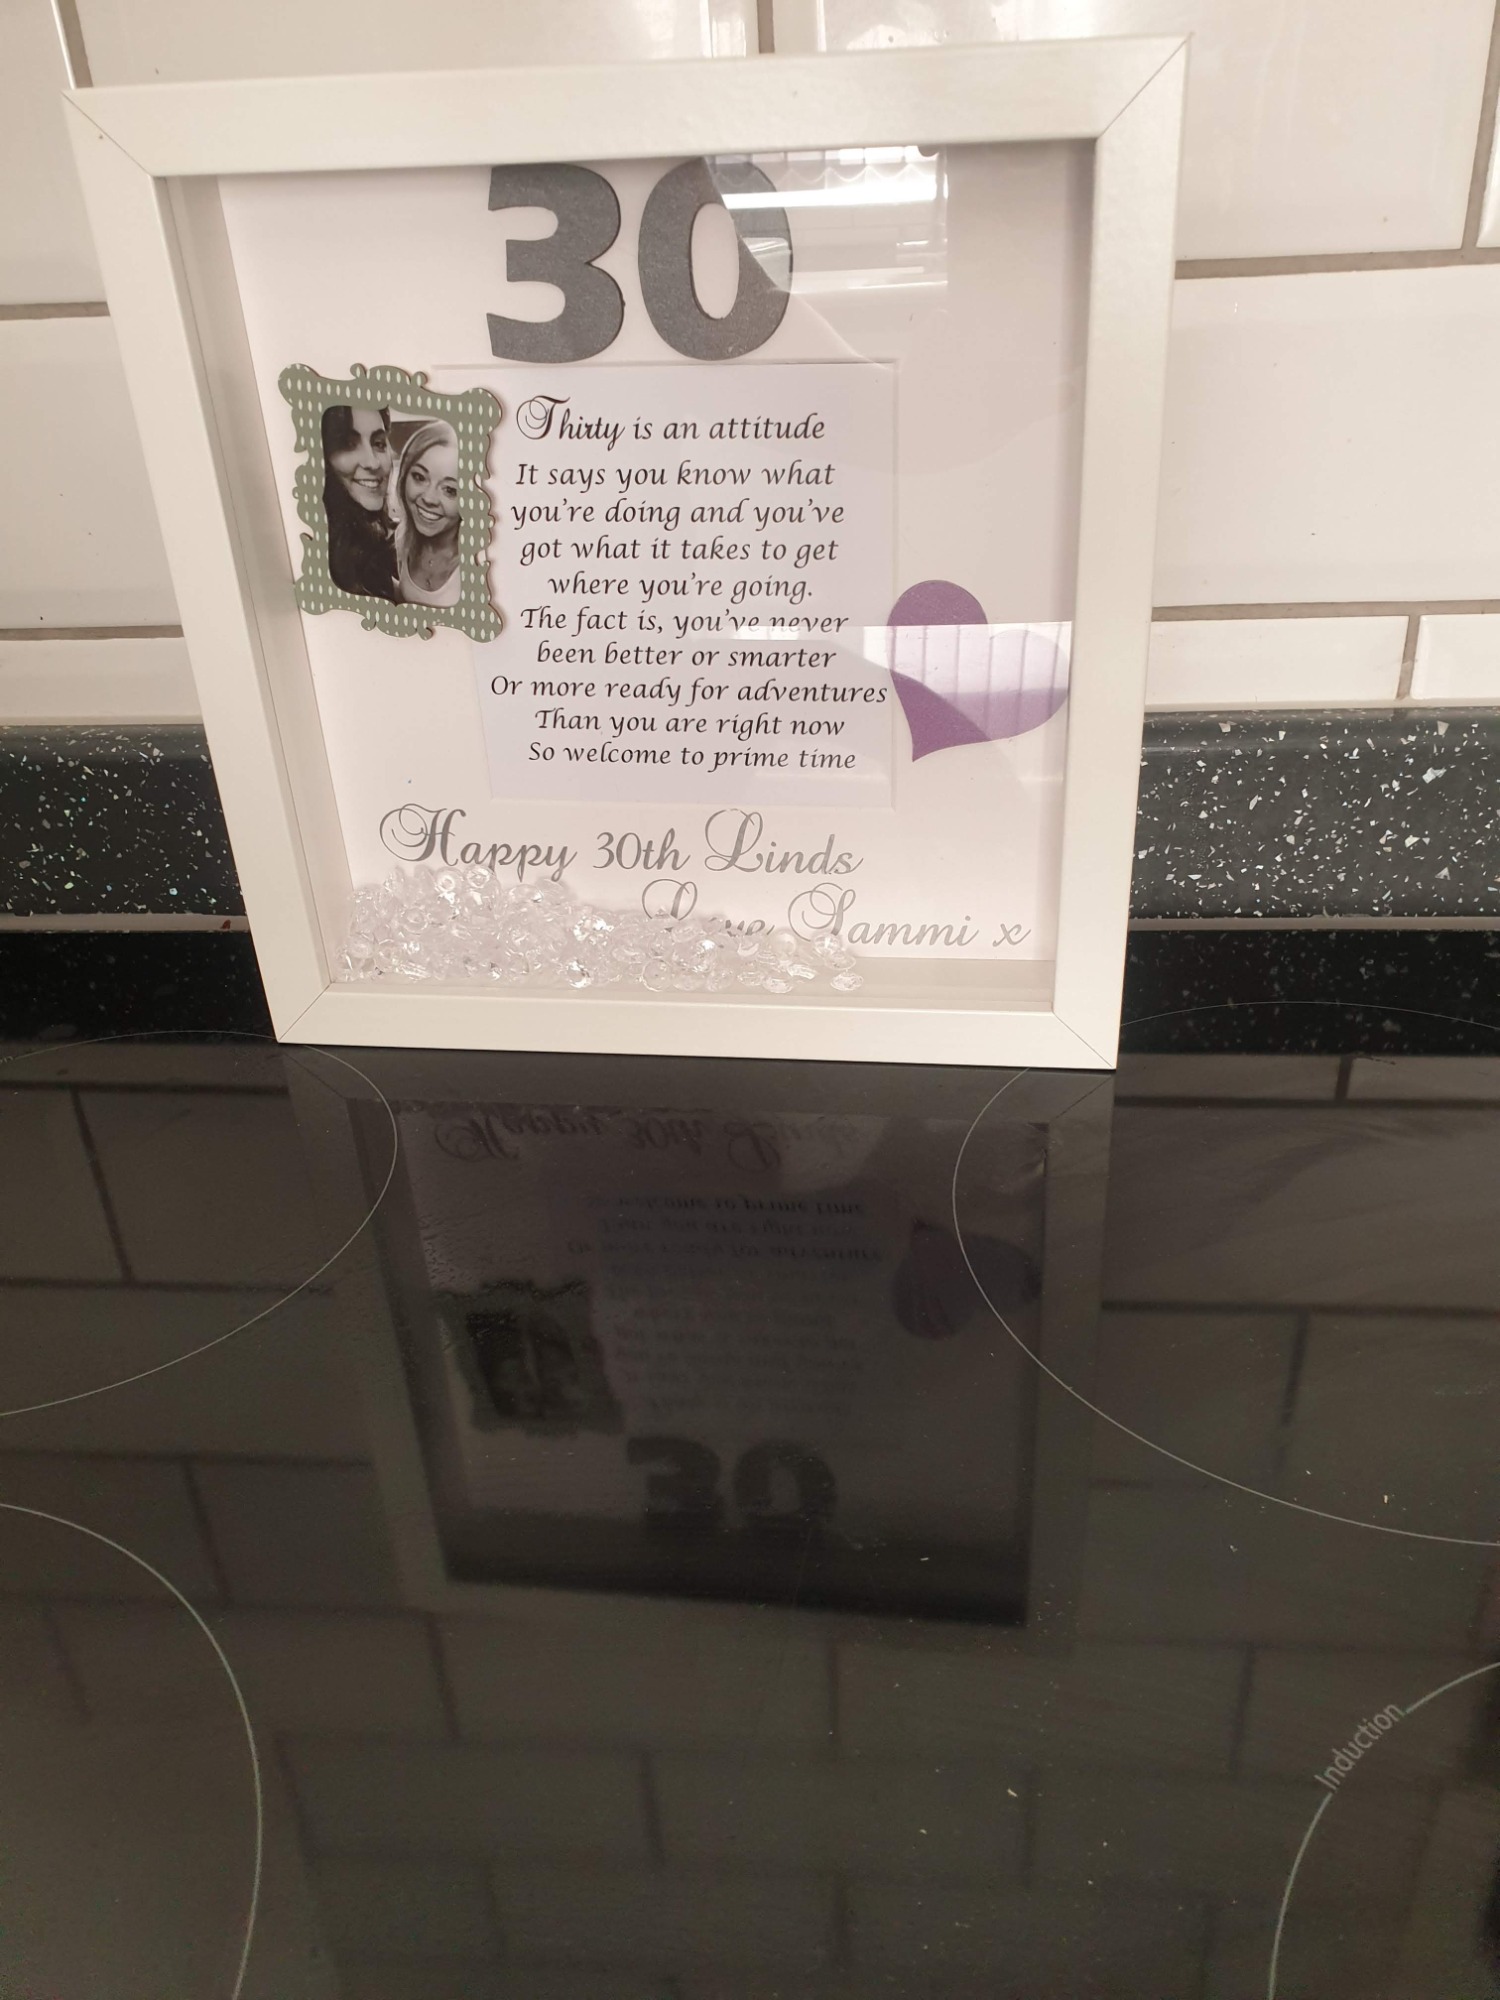 30
Thirty is an attitude
It says you know what
you're doing and you've
got what it takes to get
where you're going.
The fact is, you've never
been better or smarter
Or more ready for adventures
Than you are right now
So welcome to prime time
Happy 30th Linds
Love Sammi x
Induction